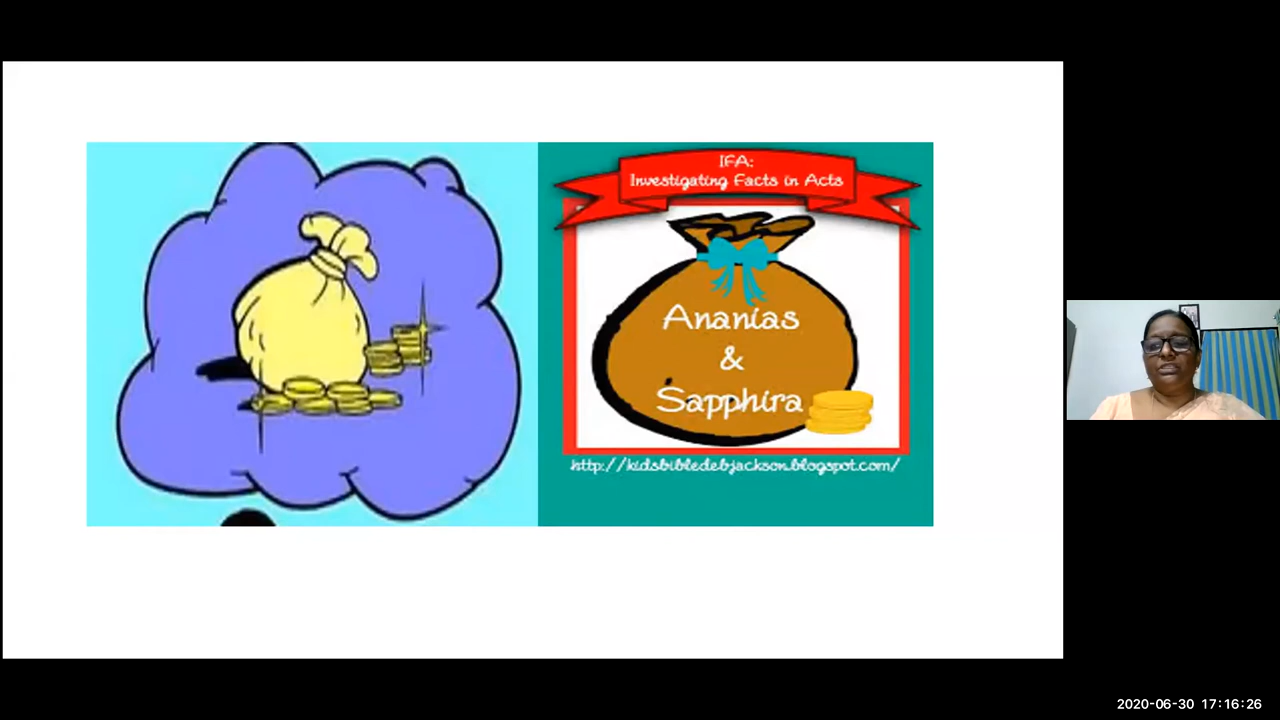 IFA:
Investigating Facts in Acts
Ananias
&
Sapphira
http://kidsbibledebjackson.blogspot.com/
2020-06-30 17:16:26